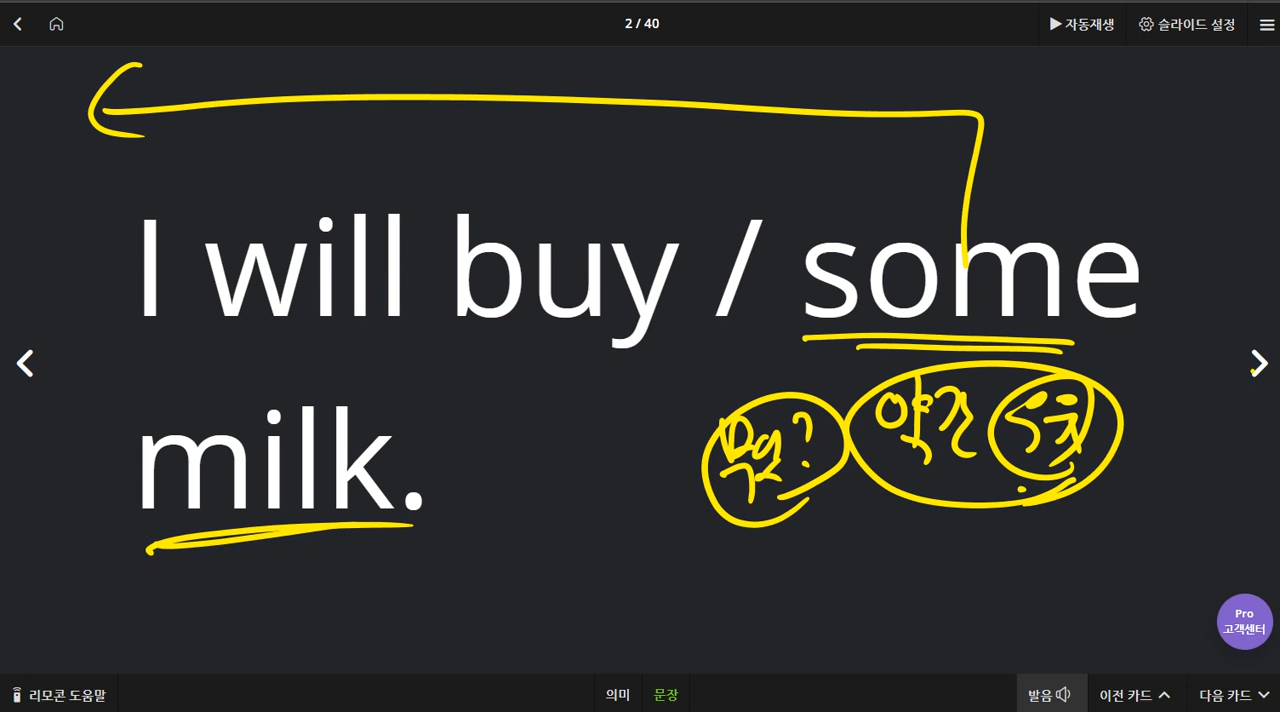 2 / 40
자동재생
슬라이드 설정
I will buy / some
milk.
약간
Pro
고객센터
리모콘 도움말
의미
문장
발음
이전 카드
다음 카드